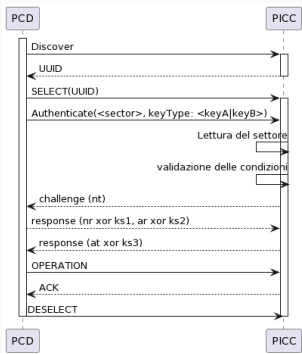 PCD
PICC
Discover
UUID
SELECT(UUID)
Authenticate(<sector>, keyType: <keyA|keyB>)
Lettura del settore
validazione delle condizioni
challenge (nt)
response (nr xor ks1, ar xor ks2)
response (at xor ks3)
OPERATION
ACK
DESELECT
PCD
PICC